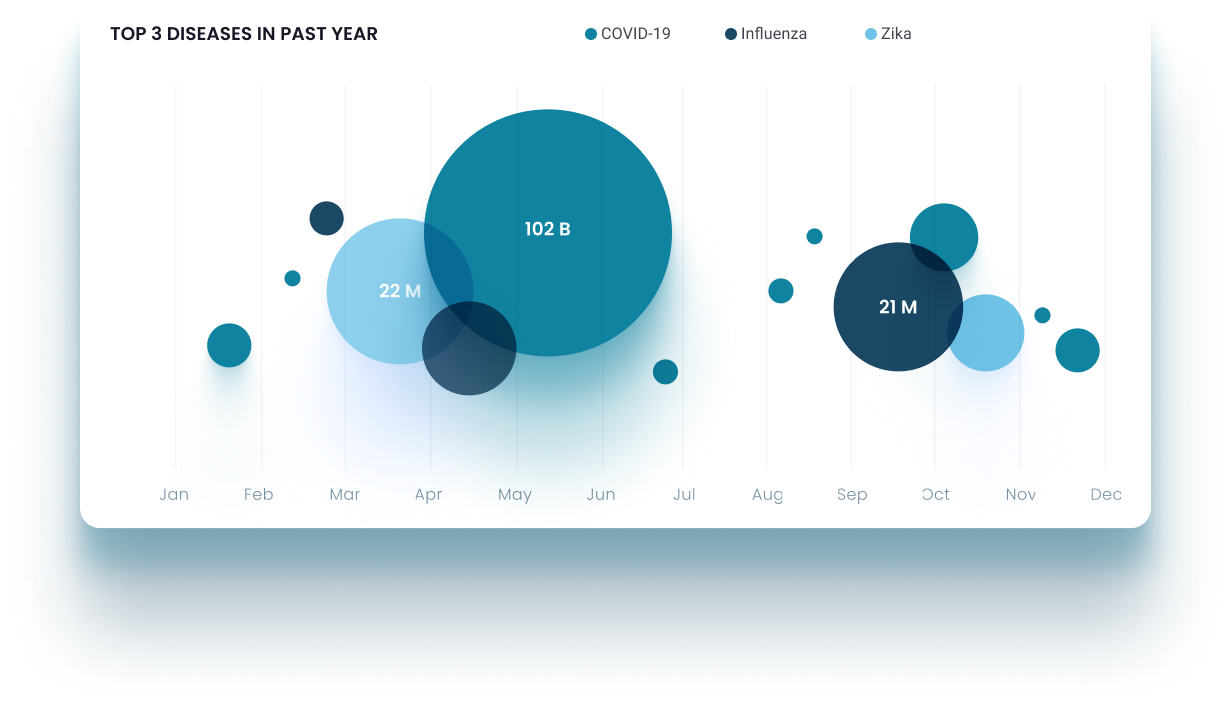 TOP 3 DISEASES IN PAST YEAR
COVID-19 Influenza Zika
102 B
22 M
21 M
Jan Feb Mar Apr May Jun Jul Aug Sep Oct Nov Dec